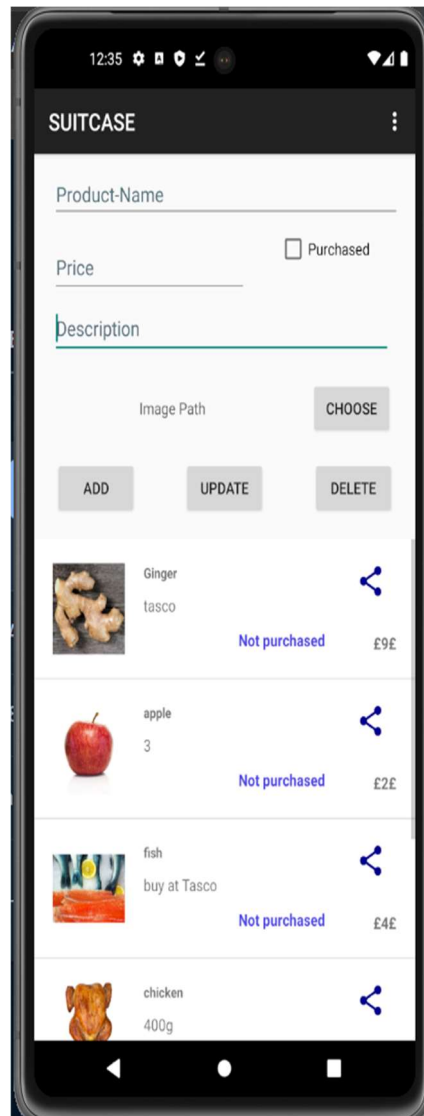 12:35
SUITCASE
Product-Name
Purchased
Price
Description
Image Path
CHOOSE
ADD
UPDATE
DELETE
Ginger
tasco
Not purchased
£9£
apple
3
Not purchased
£2£
fish
buy at Tasco
Not purchased
£4£
chicken
400g